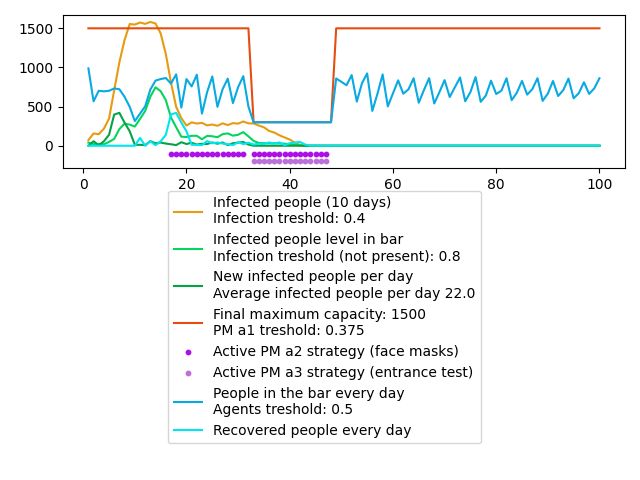 1500
1000
500
0
0
20
40
60
80
100
Infected people (10 days)
Infection treshold: 0.4
Infected people level in bar
Infection treshold (not present): 0.8
New infected people per day
Average infected people per day 22.0
Final maximum capacity: 1500
PM a1 treshold: 0.375
Active PM a2 strategy (face masks)
Active PM a3 strategy (entrance test)
People in the bar every day
Agents treshold: 0.5
Recovered people every day